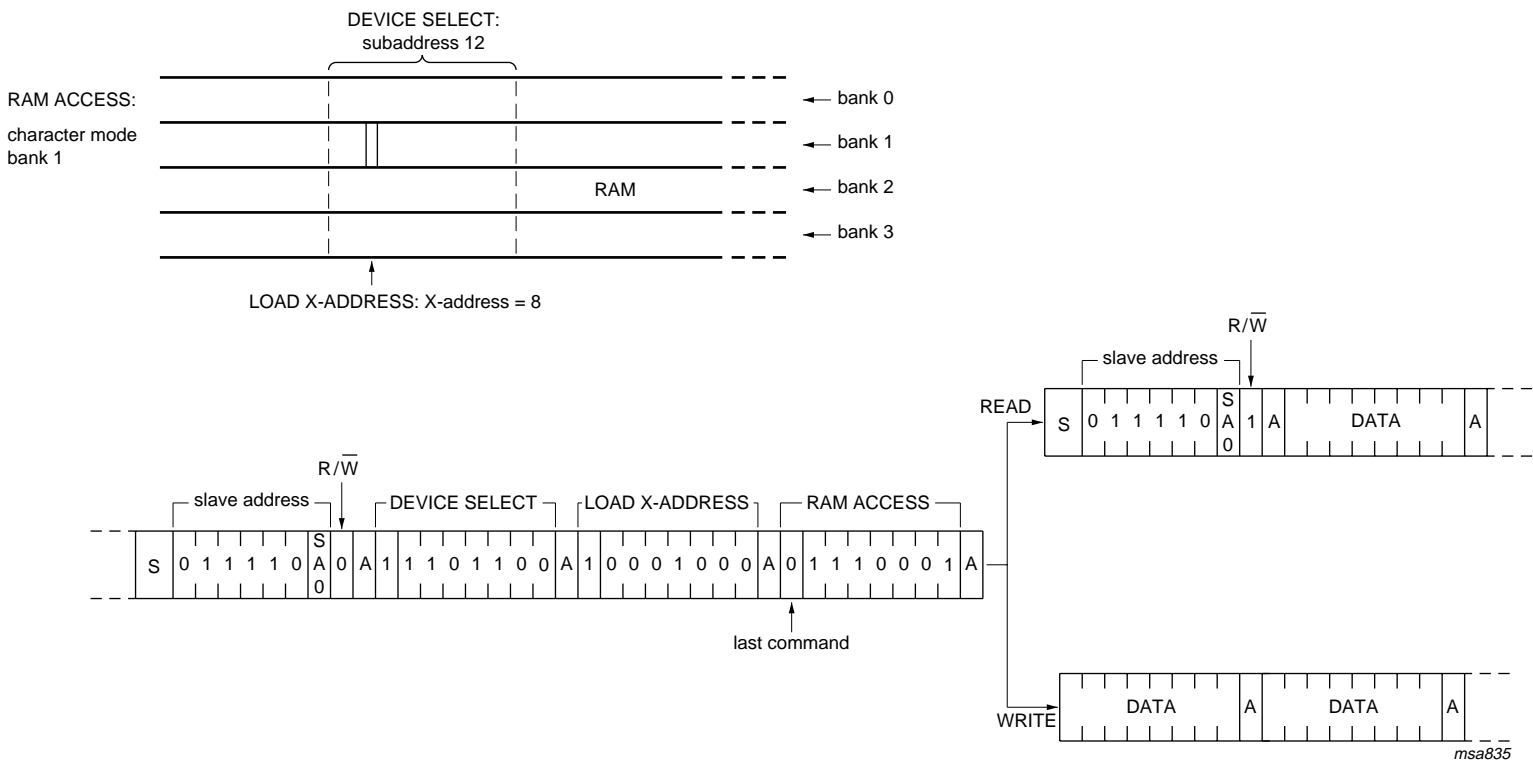 DEVICE SELECT:
subaddress 12
RAM ACCESS:
character mode
bank 1
bank 0
bank 1
bank 2
bank 3
RAM
LOAD X-ADDRESS: X-address = 8
R/W̅
slave address
READ
S 0 1 1 1 1 0 SA0 1 A DATA A
R/W̅
slave address DEVICE SELECT LOAD X-ADDRESS RAM ACCESS
S 0 1 1 1 1 0 SA0 0 A 1 1 1 0 1 1 0 0 A 1 0 0 0 1 0 0 0 A 0 1 1 1 0 0 0 1 A
last command
WRITE
DATA A DATA A
msa835